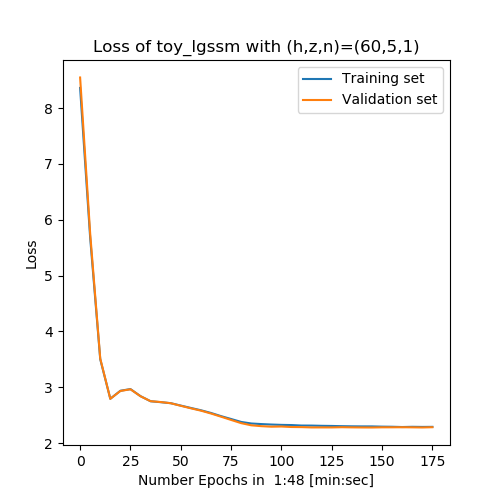 Loss of toy_lgssm with (h,z,n)=(60,5,1)
Training set
Validation set
Loss
8
7
6
5
4
3
2
0 25 50 75 100 125 150 175
Number Epochs in  1:48 [min:sec]